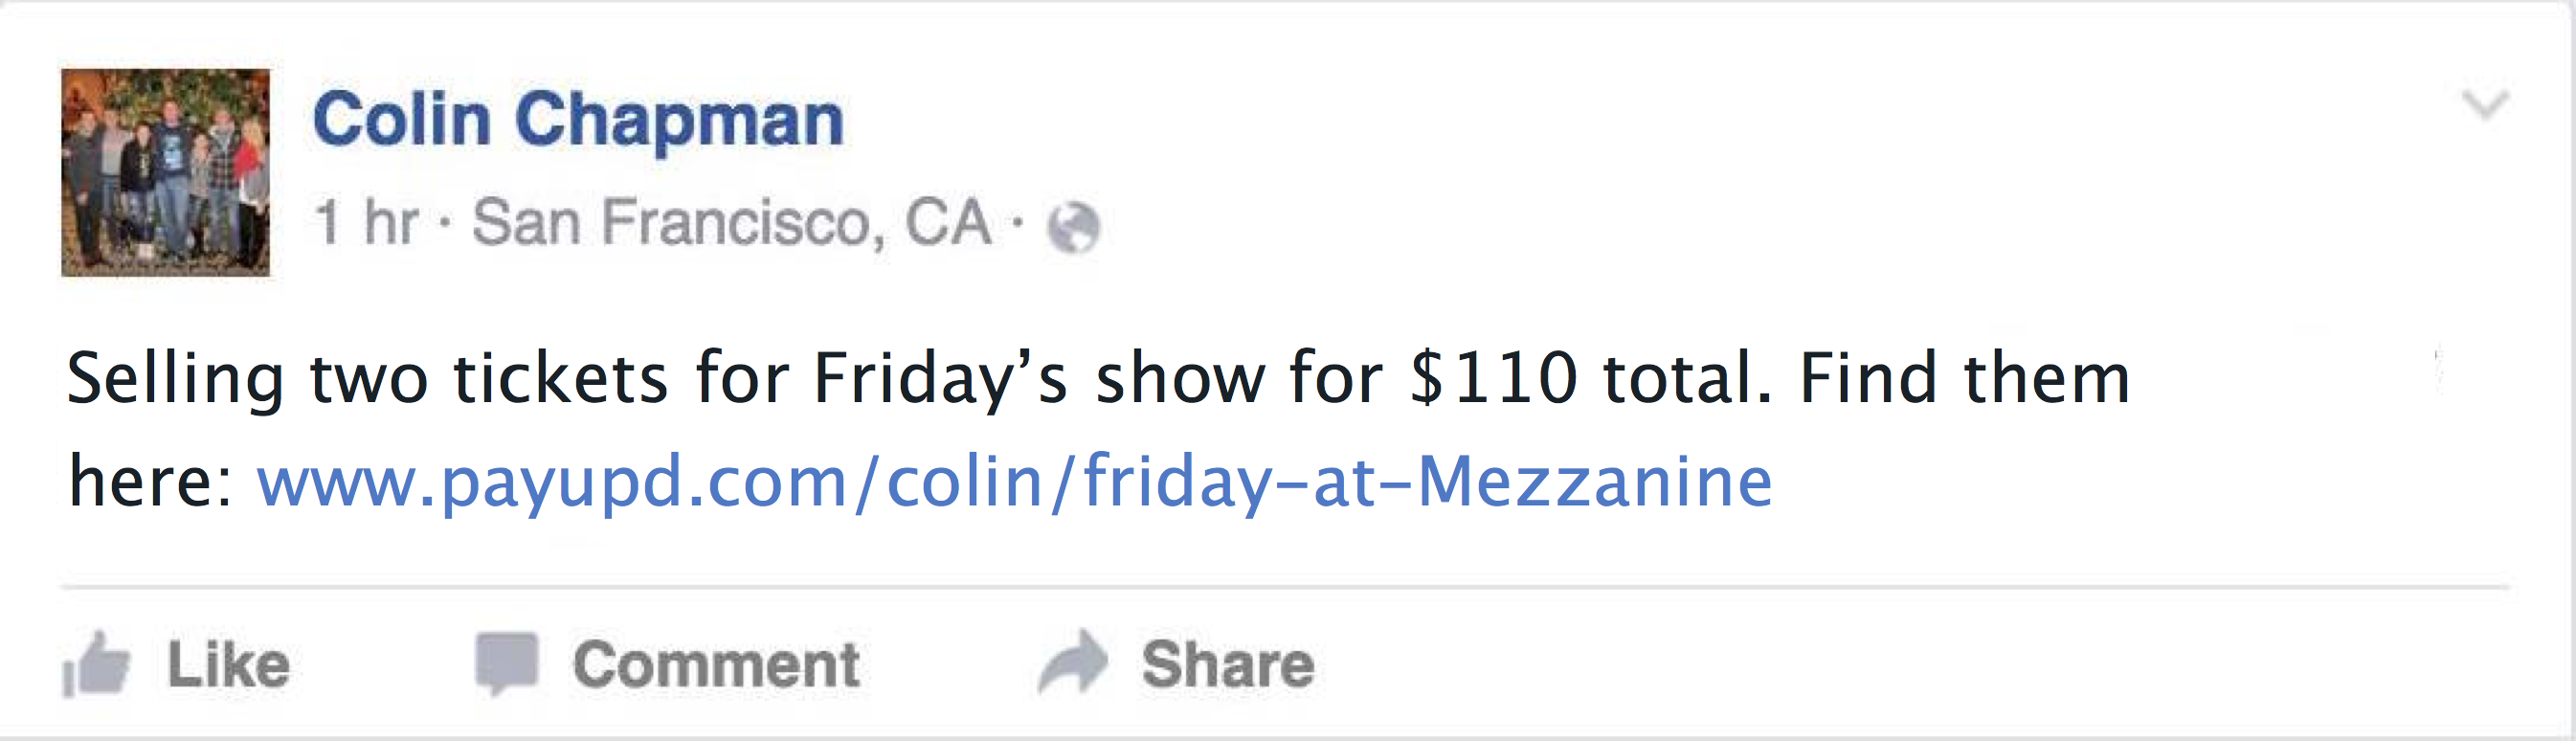 Colin Chapman
1 hr · San Francisco, CA ·
Selling two tickets for Friday’s show for $110 total. Find them
here: www.payupd.com/colin/friday-at-Mezzanine
Like Comment Share